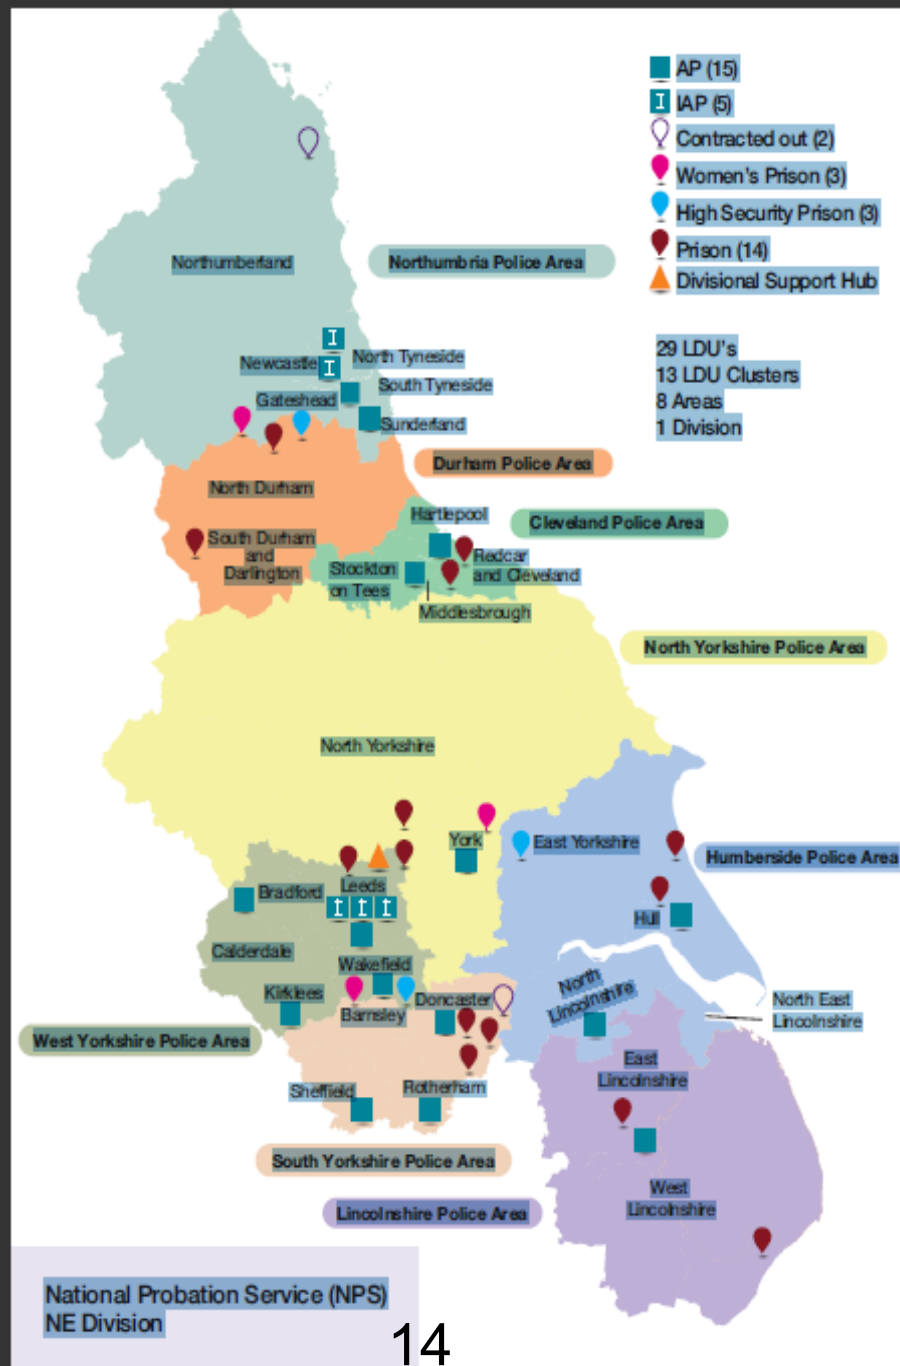 AP (15)
I IAP (5)
Contracted out (2)
Women's Prison (3)
High Security Prison (3)
Prison (14)
Divisional Support Hub
29 LDU's
13 LDU Clusters
8 Areas
1 Division
Northumberland
Northumbria Police Area
I
Newcastle
I
North Tyneside
South Tyneside
Gateshead
Sunderland
Durham Police Area
North Durham
Hartlepool
Cleveland Police Area
South Durham
and
Darlington
Stockton
on Tees
Redcar
and Cleveland
Middlesbrough
North Yorkshire Police Area
North Yorkshire
York
East Yorkshire
Humberside Police Area
Bradford
Leeds
I I I
Hull
Calderdale
Wakefield
Kirklees
Barnsley
Doncaster
North
Lincolnshire
North East
Lincolnshire
West Yorkshire Police Area
East
Lincolnshire
Sheffield
Rotherham
South Yorkshire Police Area
West
Lincolnshire
Lincolnshire Police Area
National Probation Service (NPS)
NE Division
14